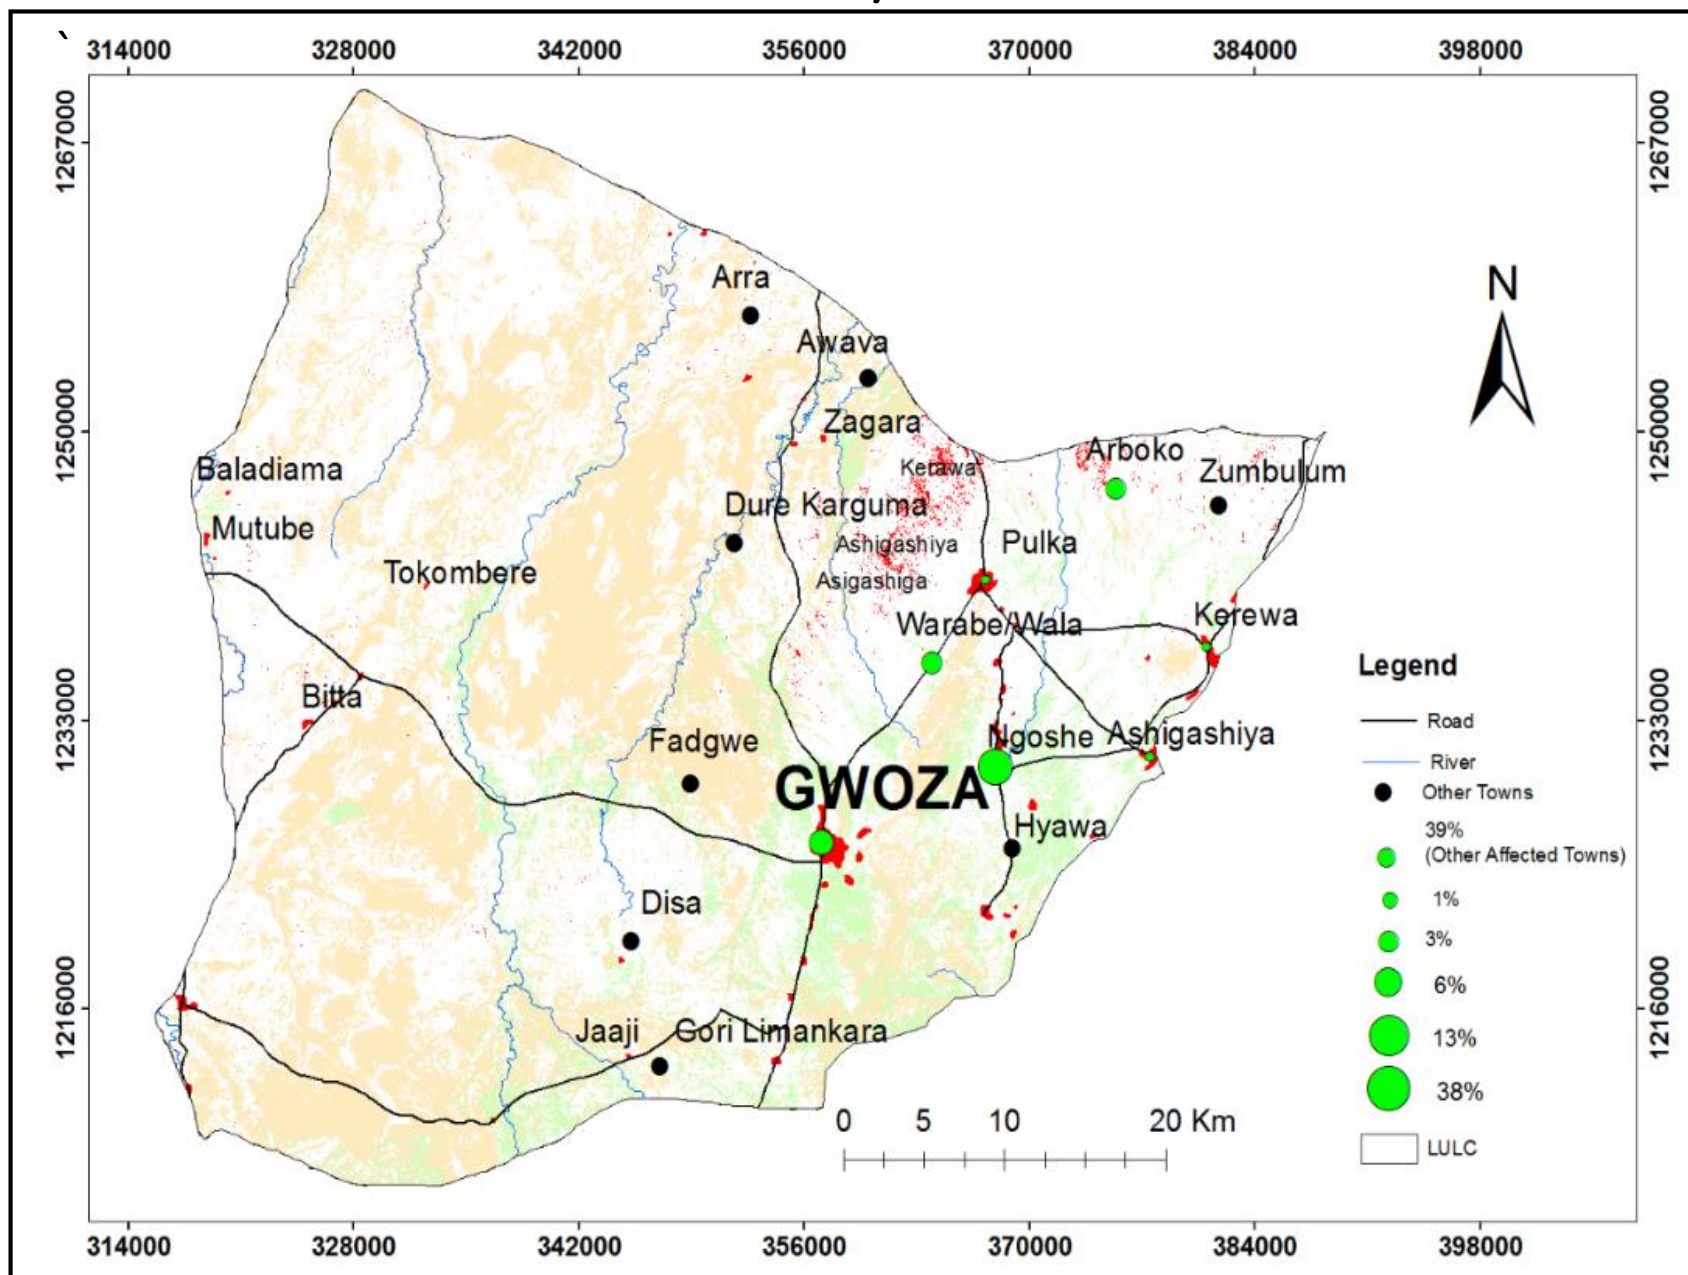 `
314000 328000 342000 356000 370000 384000 398000
1267000
1267000
N
Arra
Awava
Zagara
1250000
1250000
Arboko
Kerawa
Baladiama
Zumbulum
Dure Karguma
Mutube
Ashigashiya
Pulka
Tokombere
Asigashiga
Kerewa
Warabe/Wala
Bitta
1233000
1233000
Ngoshe
Ashigashiya
Fadgwe
GWOZA
Hyawa
Disa
1216000
1216000
Jaaji
Gori Limankara
0 5 10 20 Km
Legend
Road
River
Other Towns
39%
(Other Affected Towns)
1%
3%
6%
13%
38%
LULC
314000 328000 342000 356000 370000 384000 398000